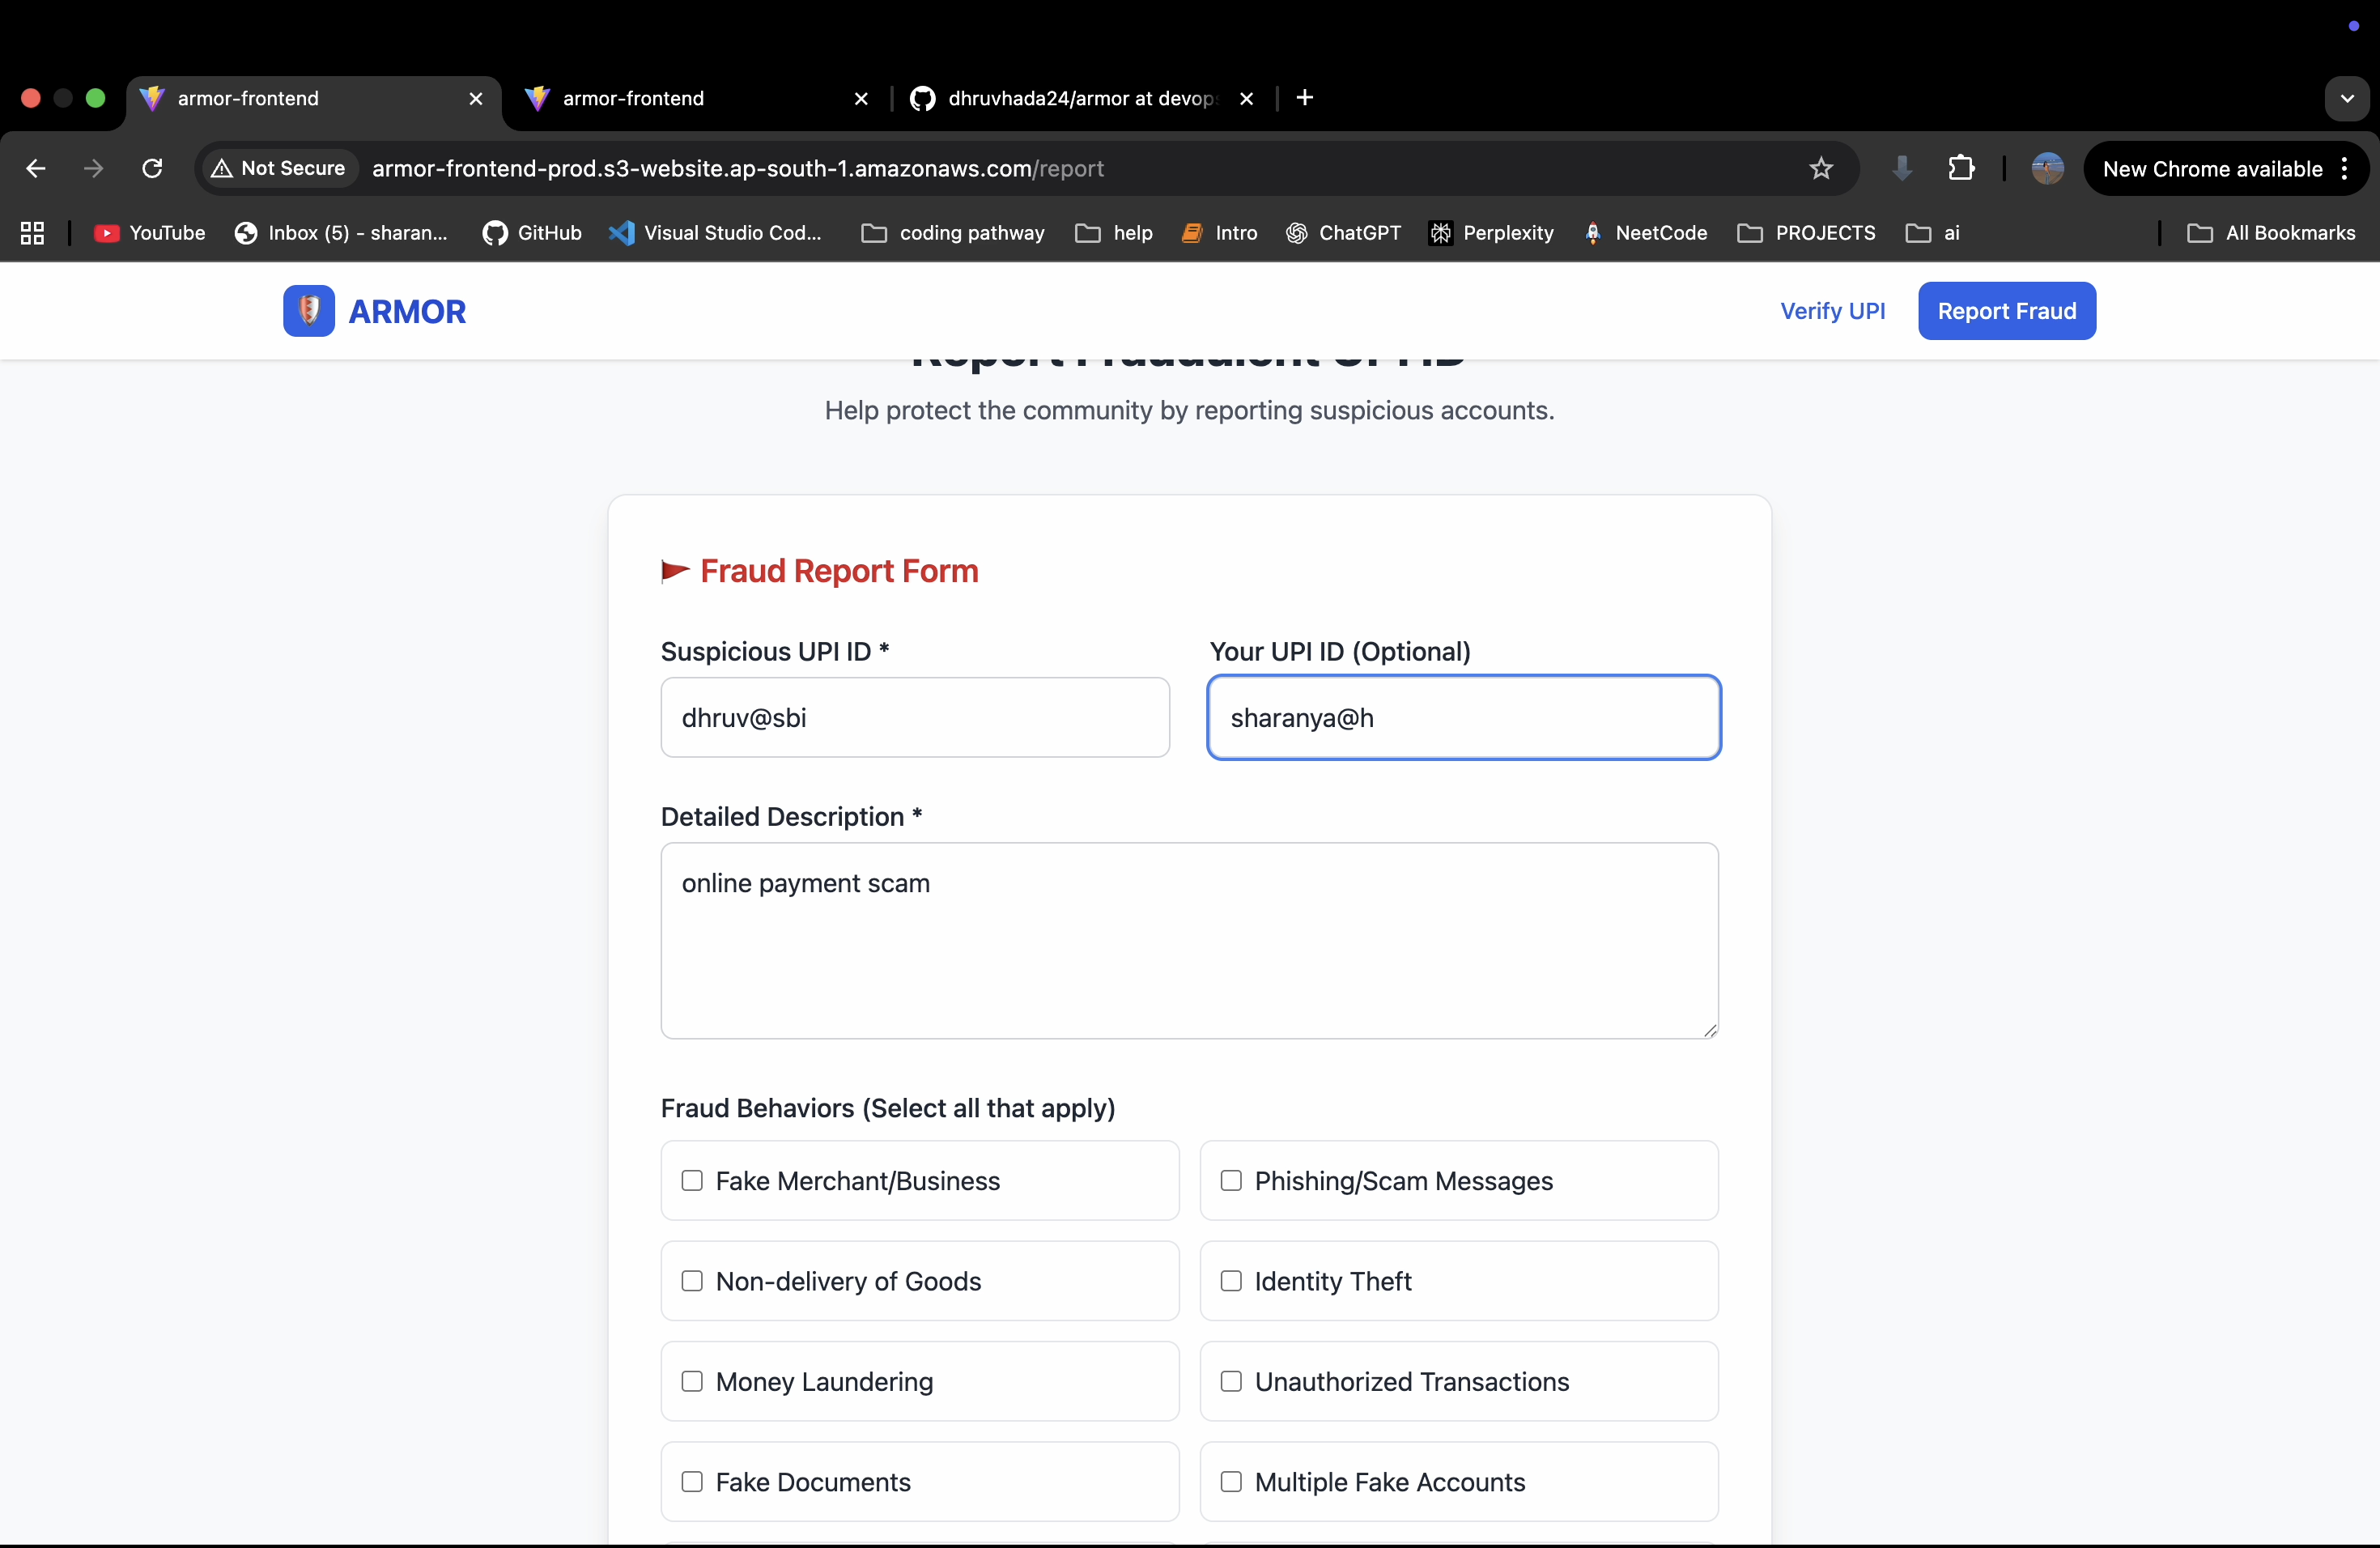 armor-frontend
armor-frontend
dhruvhada24/armor at devop
Not Secure armor-frontend-prod.s3-website.ap-south-1.amazonaws.com/report
New Chrome available
YouTube
Inbox (5) - sharan...
GitHub
Visual Studio Cod...
coding pathway
help
Intro
ChatGPT
Perplexity
NeetCode
PROJECTS
ai
All Bookmarks
ARMOR
Verify UPI
Report Fraud
Help protect the community by reporting suspicious accounts.
Fraud Report Form
Suspicious UPI ID *
Your UPI ID (Optional)
dhruv@sbi
sharanya@h
Detailed Description *
online payment scam
Fraud Behaviors (Select all that apply)
Fake Merchant/Business
Phishing/Scam Messages
Non-delivery of Goods
Identity Theft
Money Laundering
Unauthorized Transactions
Fake Documents
Multiple Fake Accounts